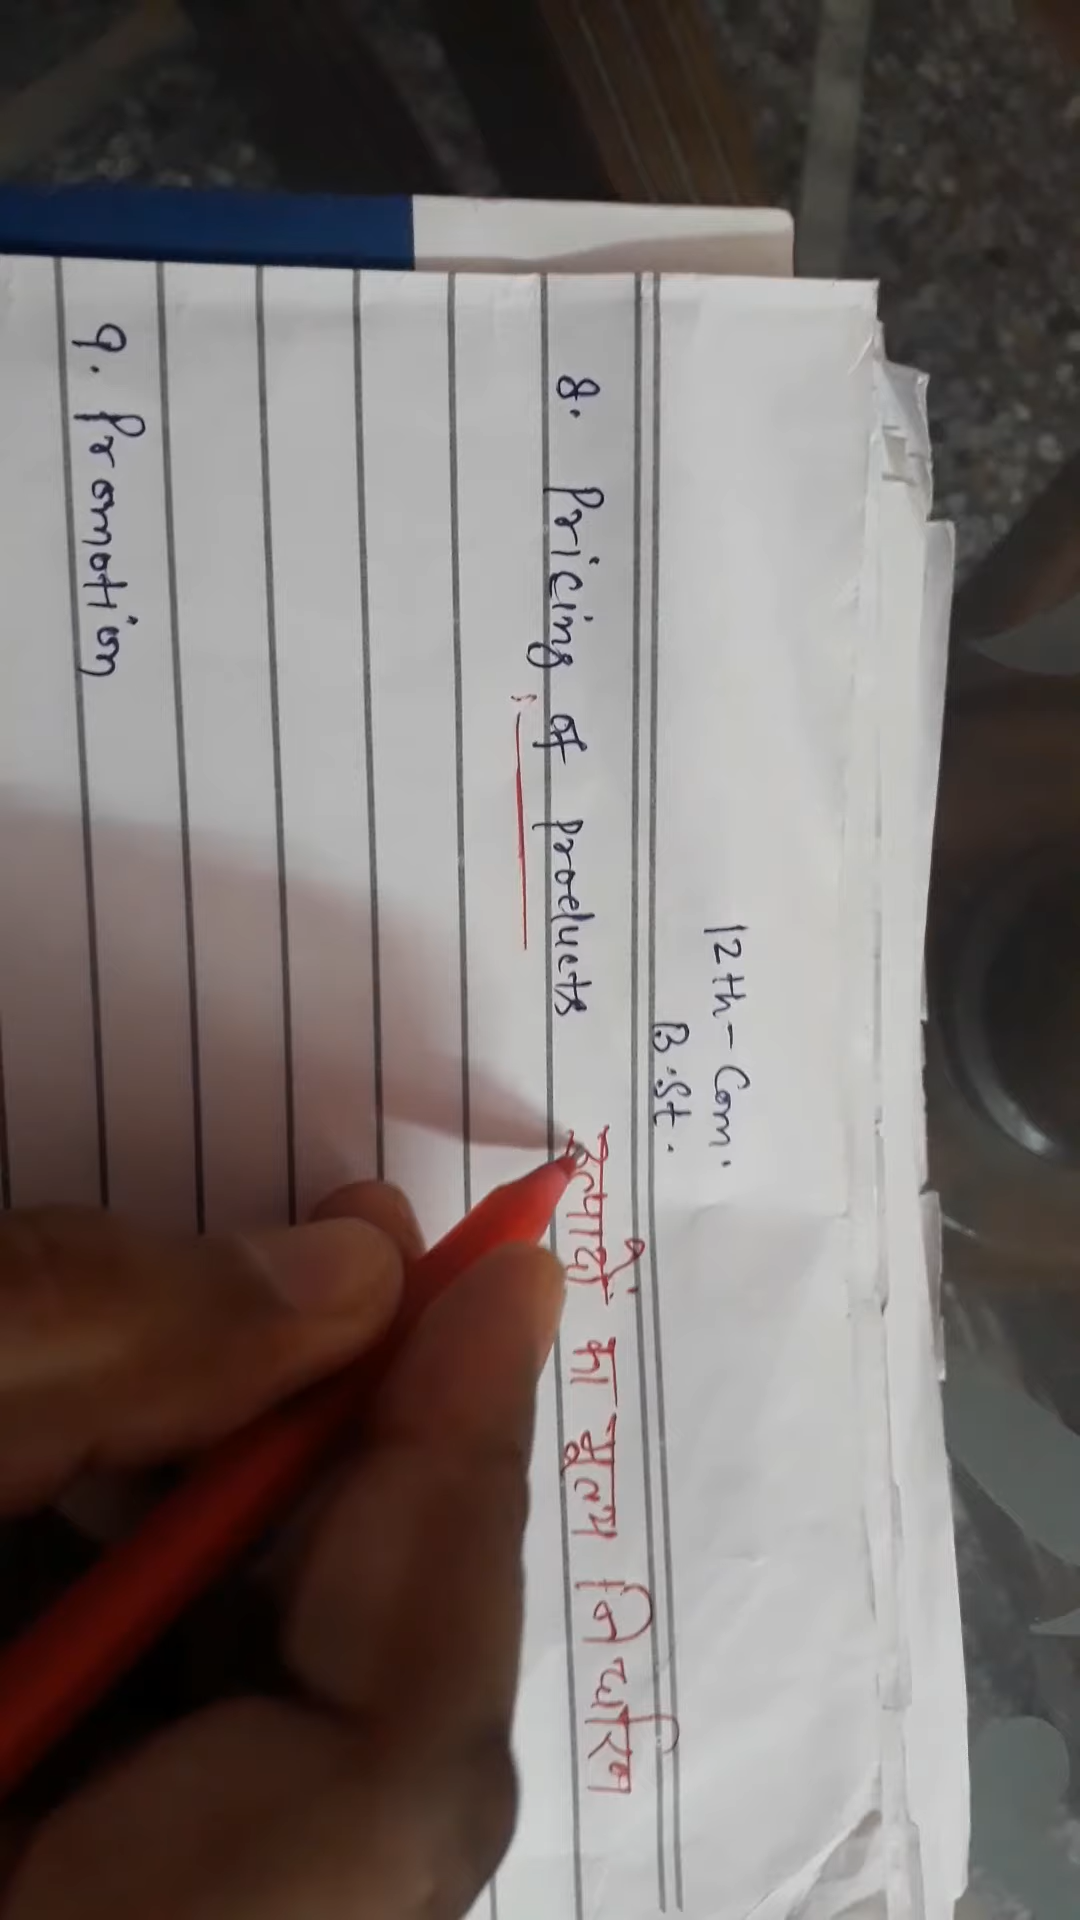 12th - Com.
B.St.
8. Pricing of products उत्पादों का मुल्य निर्धारण
9. Promotion